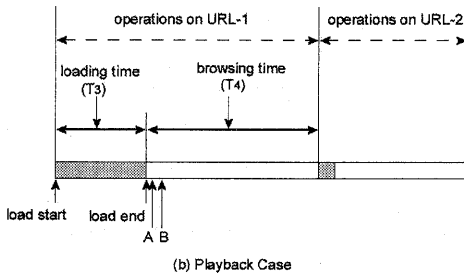 operations on URL-1
operations on URL-2
loading time
(T3)
browsing time
(T4)
load start
load end
A
B
(b) Playback Case